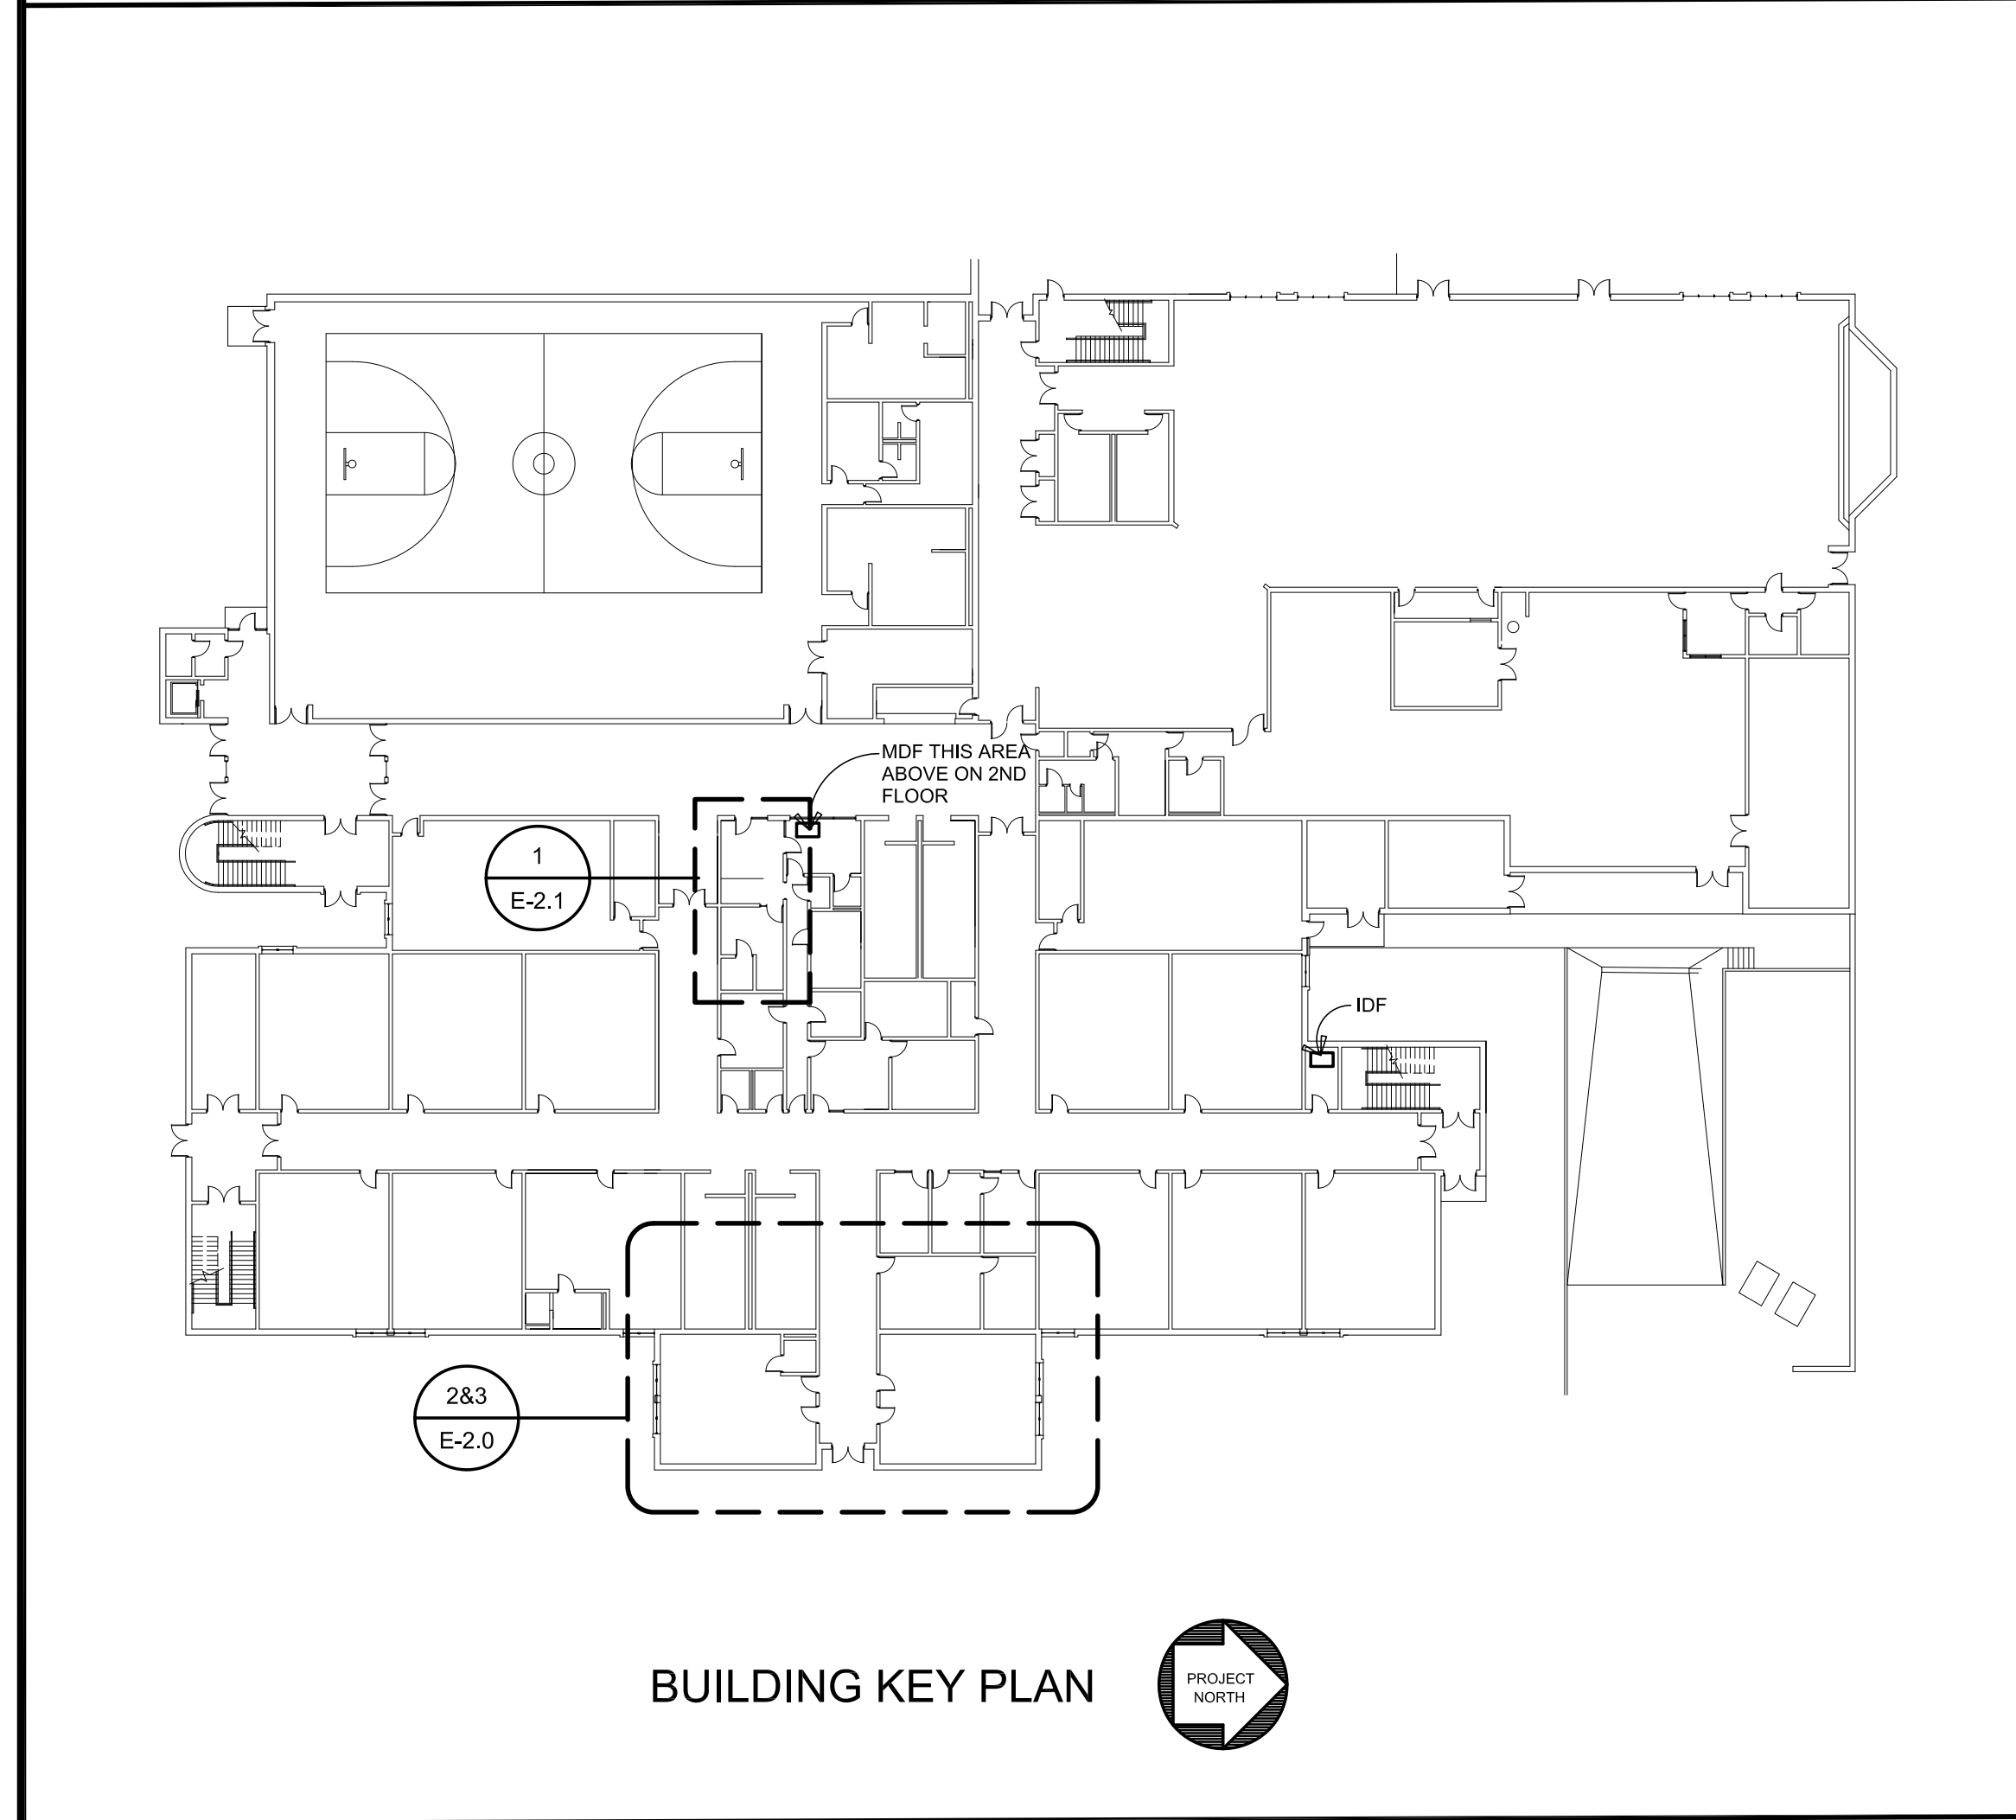 MDF THIS AREA
ABOVE ON 2ND
FLOOR
1
E-2.1
IDF
2&3
E-2.0
BUILDING KEY PLAN
PROJECT
NORTH